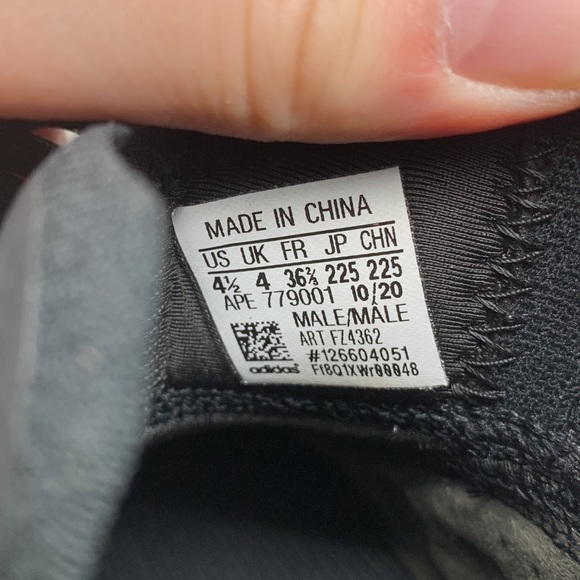 MADE IN CHINA
US UK FR JP CHN
4½ 4 36⅔ 225 225
APE 779001 10/20
MALE/MÂLE
ART FZ4362
#126604051
adidas